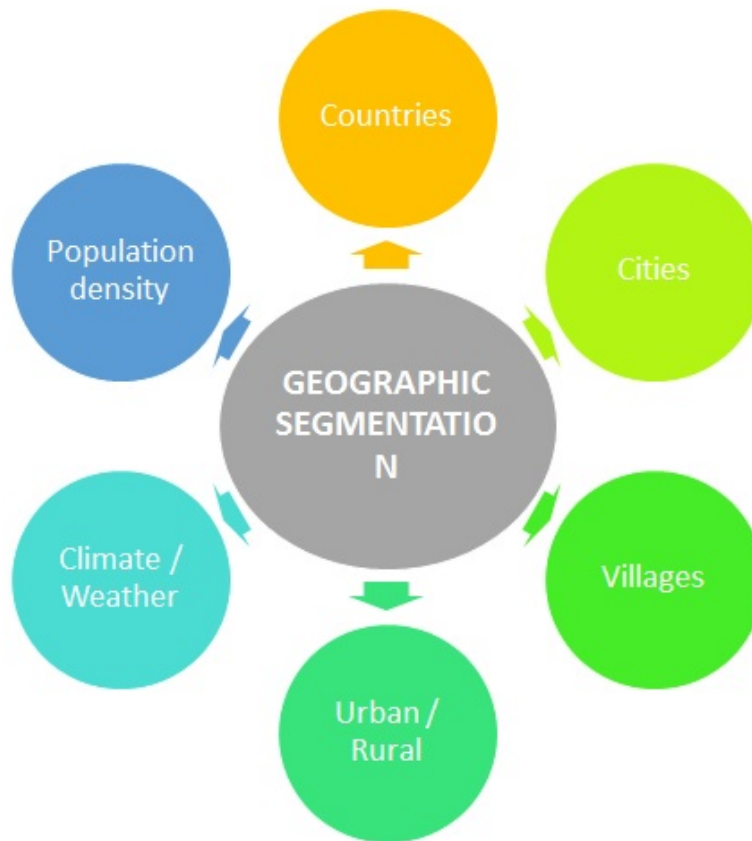 Countries
Cities
Villages
Urban /
Rural
Climate /
Weather
Population
density
GEOGRAPHIC
SEGMENTATIO
N